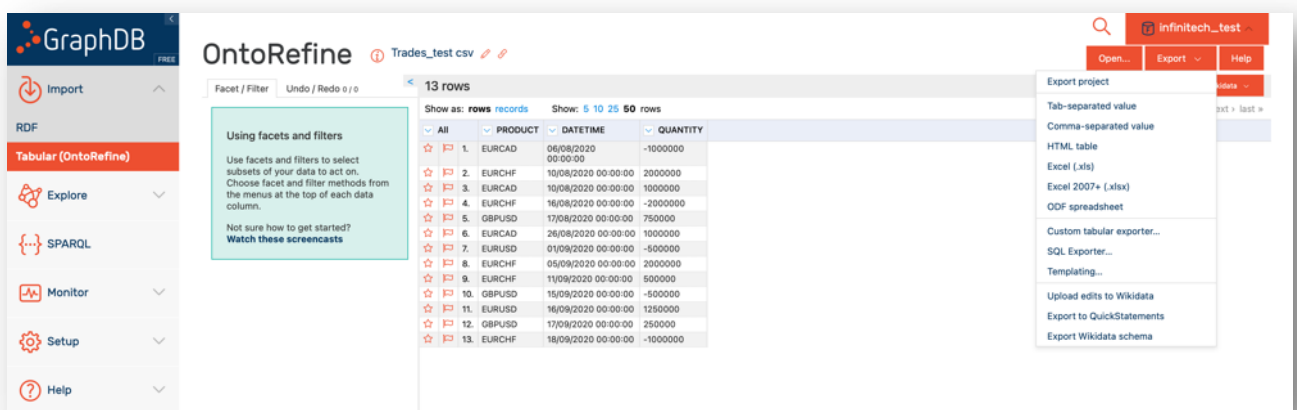 GraphDB
FREE
Import
RDF
Tabular (OntoRefine)
Explore
SPARQL
Monitor
Setup
Help
OntoRefine Trades_test csv
infinitech_test
Open... Export Help
Facet / Filter Undo / Redo 0 / 0
Using facets and filters
Use facets and filters to select
subsets of your data to act on.
Choose facet and filter methods from
the menus at the top of each data
column.
Not sure how to get started?
Watch these screencasts
13 rows
Show as: rows records Show: 5 10 25 50 rows
All PRODUCT DATETIME QUANTITY
1. EURCAD 06/08/2020 00:00:00 -1000000
2. EURCHF 10/08/2020 00:00:00 2000000
3. EURCAD 10/08/2020 00:00:00 1000000
4. EURCHF 16/08/2020 00:00:00 -2000000
5. GBPUSD 17/08/2020 00:00:00 750000
6. EURCAD 26/08/2020 00:00:00 1000000
7. EURUSD 01/09/2020 00:00:00 -500000
8. EURCHF 05/09/2020 00:00:00 2000000
9. EURCHF 11/09/2020 00:00:00 500000
10. GBPUSD 15/09/2020 00:00:00 -500000
11. EURUSD 16/09/2020 00:00:00 1250000
12. GBPUSD 17/09/2020 00:00:00 250000
13. EURCHF 18/09/2020 00:00:00 -1000000
Export project
Tab-separated value
Comma-separated value
HTML table
Excel (.xls)
Excel 2007+ (.xlsx)
ODF spreadsheet
Custom tabular exporter...
SQL Exporter...
Templating...
Upload edits to Wikidata
Export to QuickStatements
Export Wikidata schema
last »